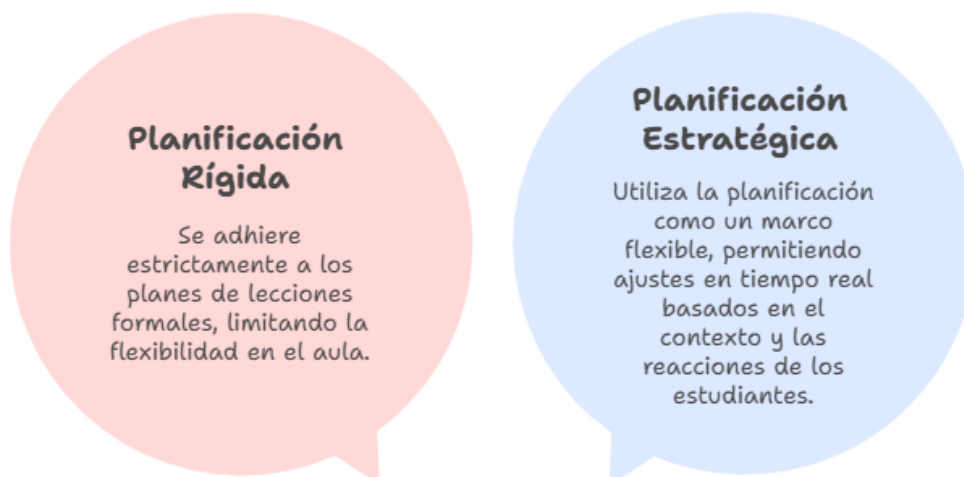 Planificación
Rígida
Se adhiere
estrictamente a los
planes de lecciones
formales, limitando la
flexibilidad en el aula.
Planificación
Estratégica
Utiliza la planificación
como un marco
flexible, permitiendo
ajustes en tiempo real
basados en el
contexto y las
reacciones de los
estudiantes.